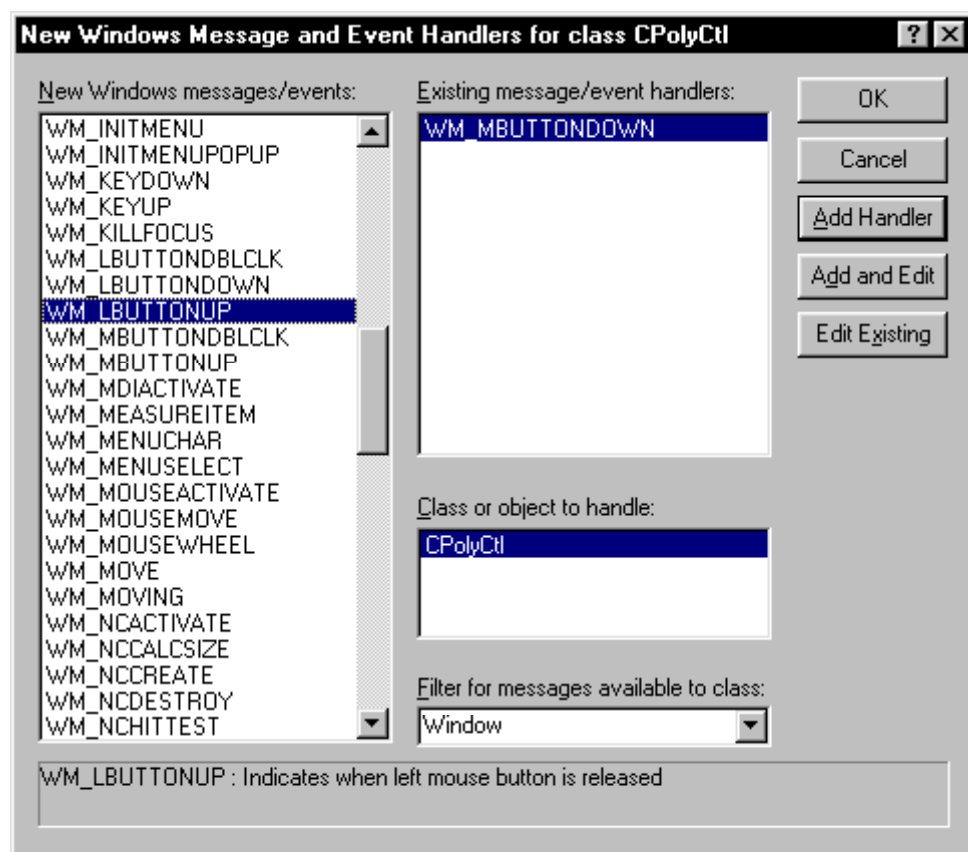 New Windows Message and Event Handlers for class CPolyCtl
New Windows messages/events:
WM_INITMENU
WM_INITMENUPOPUP
WM_KEYDOWN
WM_KEYUP
WM_KILLFOCUS
WM_LBUTTONDBLCLK
WM_LBUTTONDOWN
WM_LBUTTONUP
WM_MBUTTONDBLCLK
WM_MBUTTONUP
WM_MDIACTIVATE
WM_MEASUREITEM
WM_MENUCHAR
WM_MENUSELECT
WM_MOUSEACTIVATE
WM_MOUSEMOVE
WM_MOUSEWHEEL
WM_MOVE
WM_MOVING
WM_NCACTIVATE
WM_NCCALCSIZE
WM_NCCREATE
WM_NCDESTROY
WM_NCHITTEST
Existing message/event handlers:
WM_MBUTTONDOWN
Class or object to handle:
CPolyCtl
Filter for messages available to class:
Window
OK
Cancel
Add Handler
Add and Edit
Edit Existing
WM_LBUTTONUP : Indicates when left mouse button is released